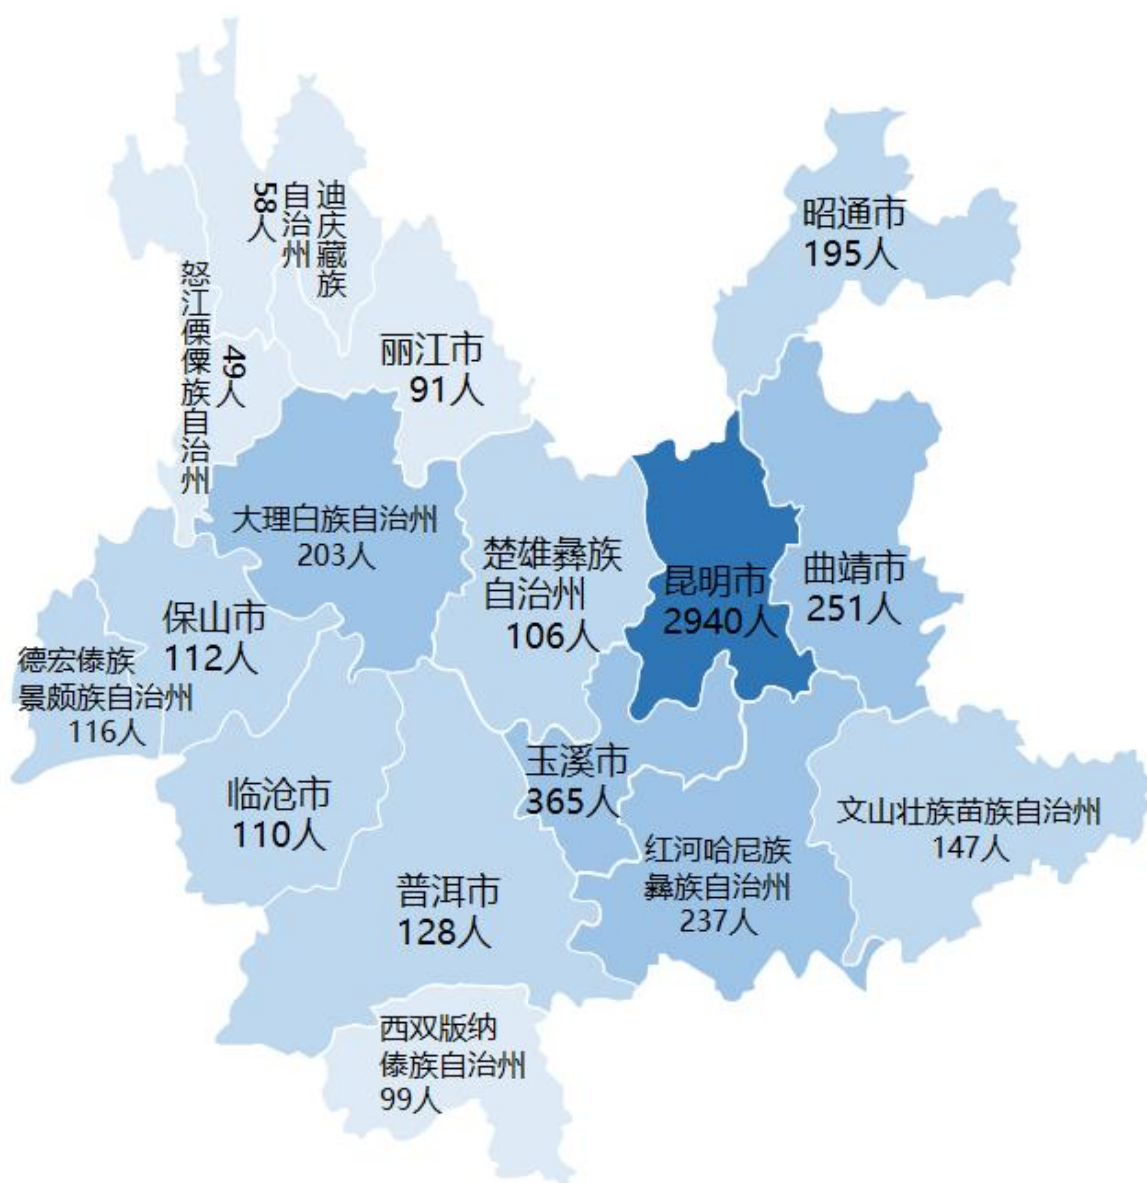 迪庆藏族
自治州
58人
昭通市
195人
怒江傈僳族自治州
49人
丽江市
91人
大理白族自治州
203人
楚雄彝族
自治州
106人
昆明市
2940人
曲靖市
251人
保山市
112人
德宏傣族
景颇族自治州
116人
临沧市
110人
玉溪市
365人
文山壮族苗族自治州
147人
红河哈尼族
彝族自治州
237人
普洱市
128人
西双版纳
傣族自治州
99人